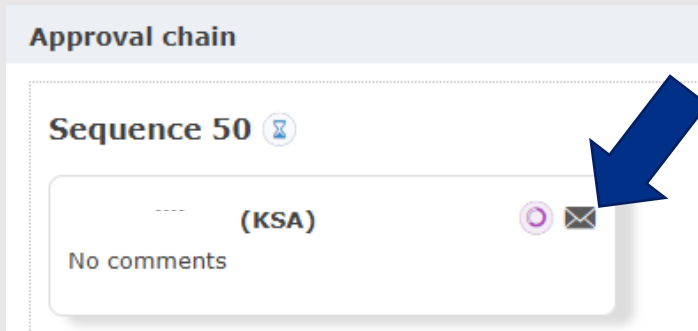 Approval chain
Sequence 50
---- (KSA)
No comments